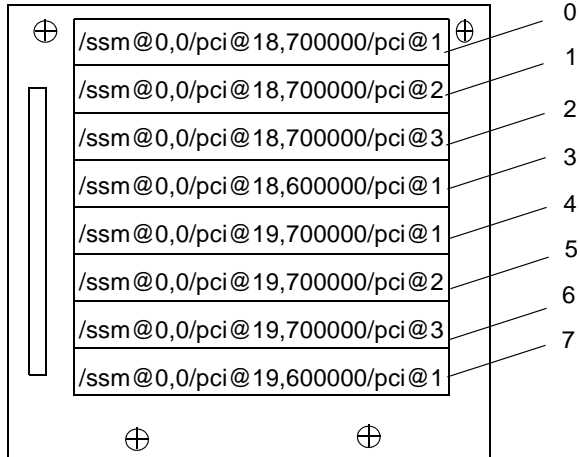 /ssm@0,0/pci@18,700000/pci@1 0
/ssm@0,0/pci@18,700000/pci@2 1
/ssm@0,0/pci@18,700000/pci@3 2
/ssm@0,0/pci@18,600000/pci@1 3
/ssm@0,0/pci@19,700000/pci@1 4
/ssm@0,0/pci@19,700000/pci@2 5
/ssm@0,0/pci@19,700000/pci@3 6
/ssm@0,0/pci@19,600000/pci@1 7